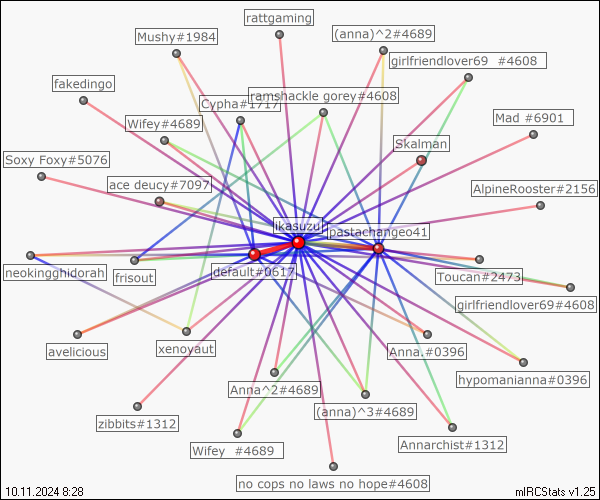 rattgaming
Mushy#1984
(anna)^2#4689
girlfriendlover69 #4608
fakedingo
ramshackle gorey#4608
Cypha#1717
Mad #6901
Wifey#4689
Skalman
Soxy Foxy#5076
ace deucy#7097
AlpineRooster#2156
ikasuzu
pastachangeo41
neokingghidorah
frisout
default#0617
Toucan#2473
girlfriendlover69#4608
avelicious
xenoyaut
Anna.#0396
Anna^2#4689
hypomanianna#0396
(anna)^3#4689
zibbits#1312
Annarchist#1312
Wifey #4689
no cops no laws no hope#4608
10.11.2024 8:28
mIRCStats v1.25